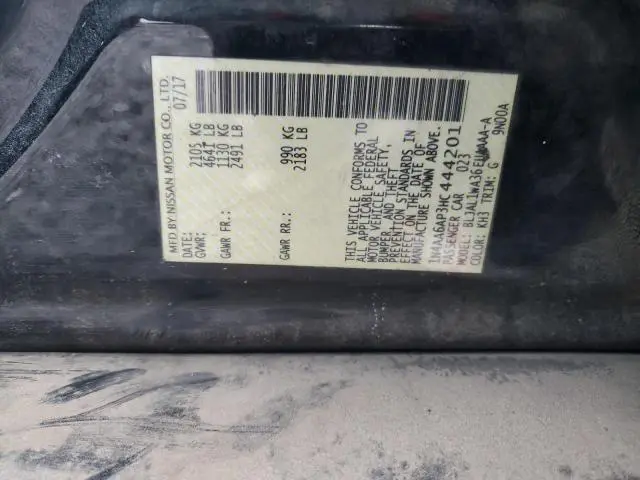 MFD BY NISSAN MOTOR CO., LTD.
DATE: 07/17
GVWR: 2105 KG
4641 LB
GAWR FR.: 1130 KG
2491 LB
GAWR RR.: 990 KG
2183 LB
THIS VEHICLE CONFORMS TO
ALL APPLICABLE FEDERAL
MOTOR VEHICLE SAFETY,
BUMPER, AND THEFT
PREVENTION STANDARDS IN
EFFECT ON THE DATE OF
MANUFACTURE SHOWN ABOVE.
1N4AA6AP3HC444201
PASSENGER CAR 023
MODEL:
COLOR: KH3 TRIM: G 9N00A